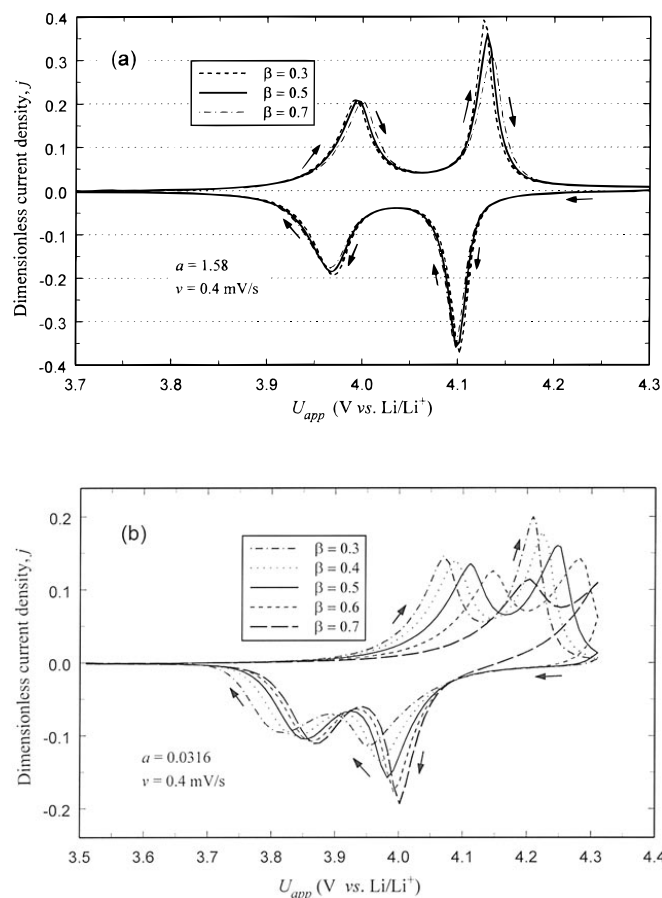 (a)
β = 0.3
β = 0.5
β = 0.7
Dimensionless current density, j
0.4
0.3
0.2
0.1
0.0
-0.1
-0.2
-0.3
-0.4
a = 1.58
v = 0.4 mV/s
3.7 3.8 3.9 4.0 4.1 4.2 4.3
U_app (V vs. Li/Li⁺)
(b)
β = 0.3
β = 0.4
β = 0.5
β = 0.6
β = 0.7
Dimensionless current density, j
0.2
0.1
0.0
-0.1
-0.2
a = 0.0316
v = 0.4 mV/s
3.5 3.6 3.7 3.8 3.9 4.0 4.1 4.2 4.3 4.4
U_app (V vs. Li/Li⁺)